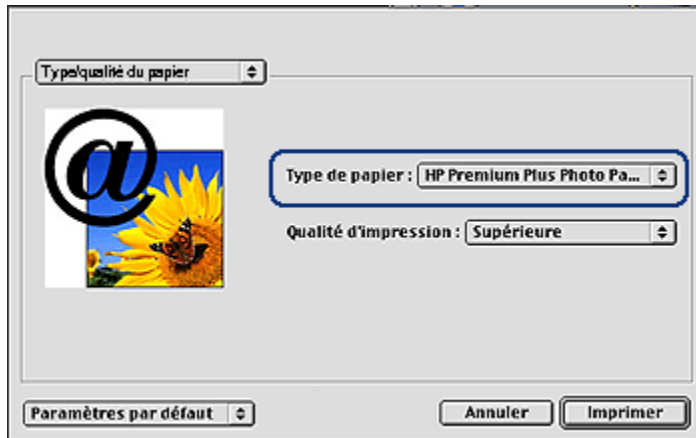 Type/qualité du papier
@
Type de papier : HP Premium Plus Photo Pa...
Qualité d'impression : Supérieure
Paramètres par défaut
Annuler
Imprimer